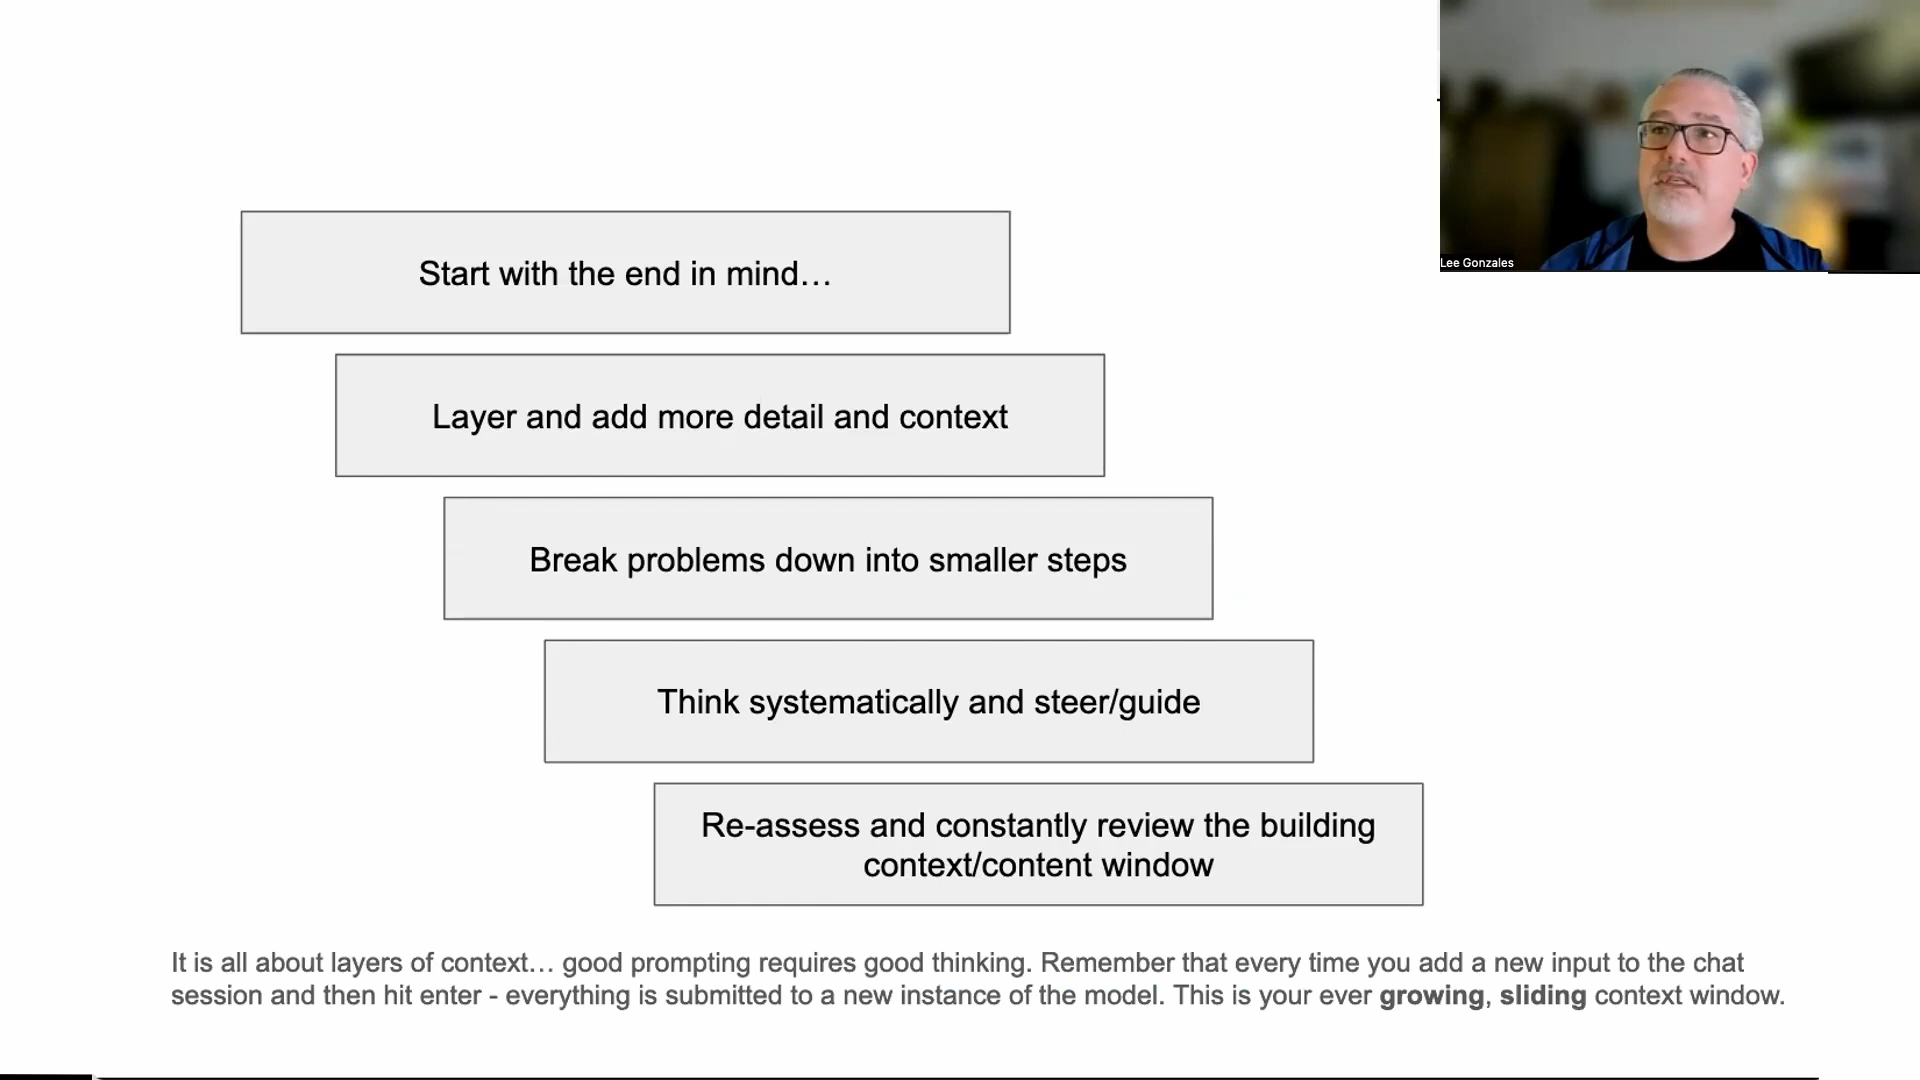 Lee Gonzales
Start with the end in mind…
Layer and add more detail and context
Break problems down into smaller steps
Think systematically and steer/guide
Re-assess and constantly review the building
context/content window
It is all about layers of context… good prompting requires good thinking. Remember that every time you add a new input to the chat
session and then hit enter - everything is submitted to a new instance of the model. This is your ever growing, sliding context window.